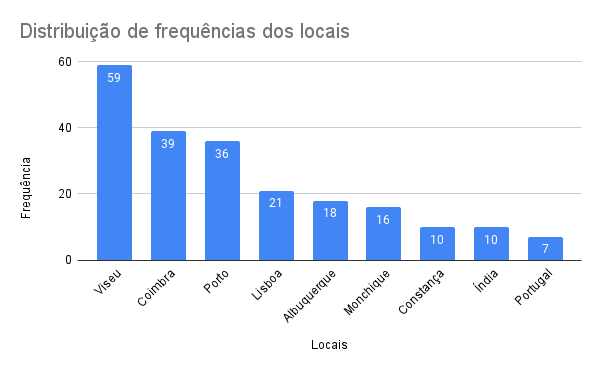 Distribuição de frequências dos locais
Frequência
60
40
20
0
59
39
36
21
18
16
10
10
7
Viseu
Coimbra
Porto
Lisboa
Albuquerque
Monchique
Constança
Índia
Portugal
Locais